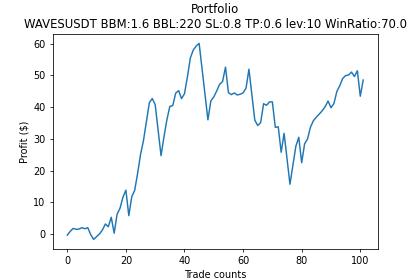 Portfolio
WAVESUSDT BBM:1.6 BBL:220 SL:0.8 TP:0.6 lev:10 WinRatio:70.0
60
50
40
30
20
10
0
Profit ($)
0 20 40 60 80 100
Trade counts